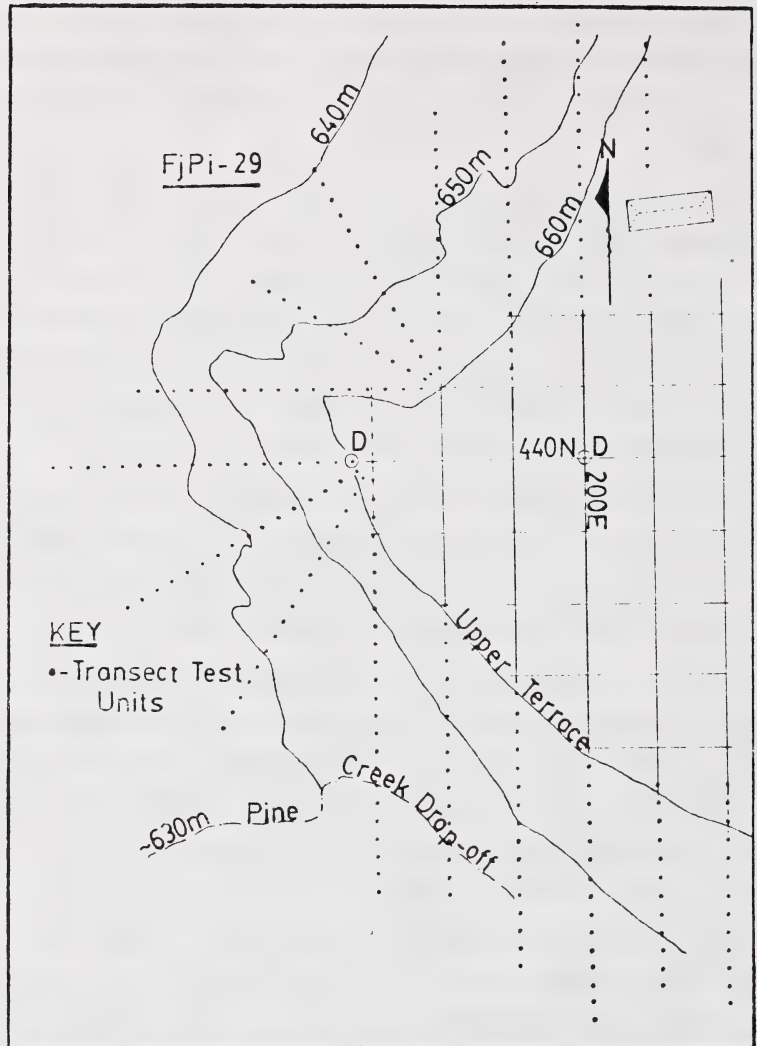 640m
FjPi-29
650m
N
660m
D
440N D
200E
KEY
•-Transect Test
Units
Upper Terrace
Creek Drop-off
~630m Pine